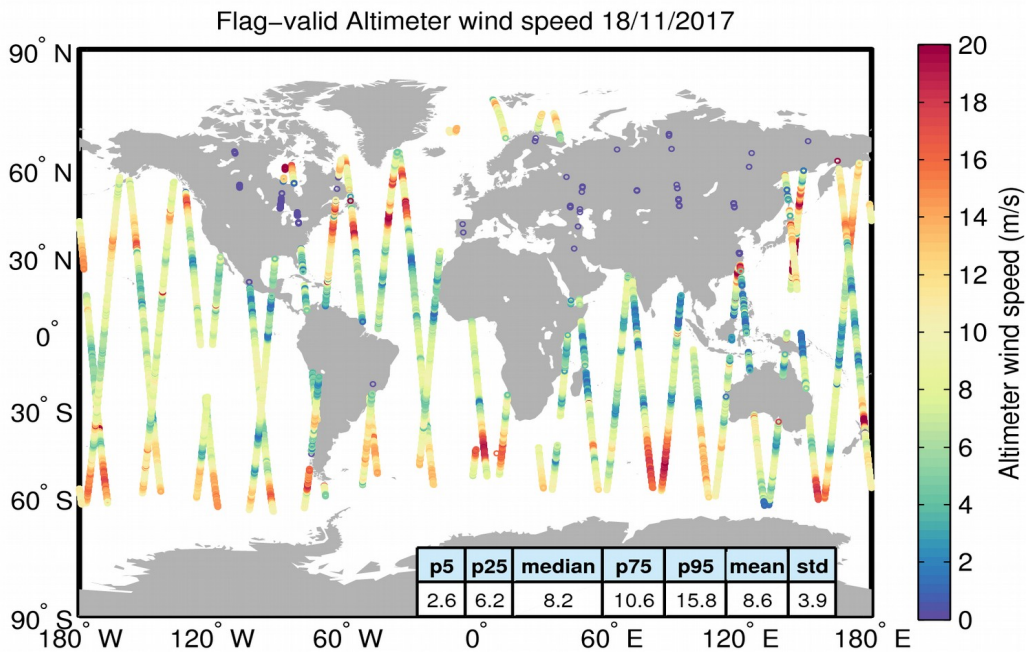 Flag−valid Altimeter wind speed 18/11/2017
90° N
60° N
30° N
0°
30° S
60° S
90° S
180° W
120° W
60° W
0°
60° E
120° E
180° E
p5 p25 median p75 p95 mean std
2.6 6.2 8.2 10.6 15.8 8.6 3.9
20
18
16
14
12
10
8
6
4
2
0
Altimeter wind speed (m/s)